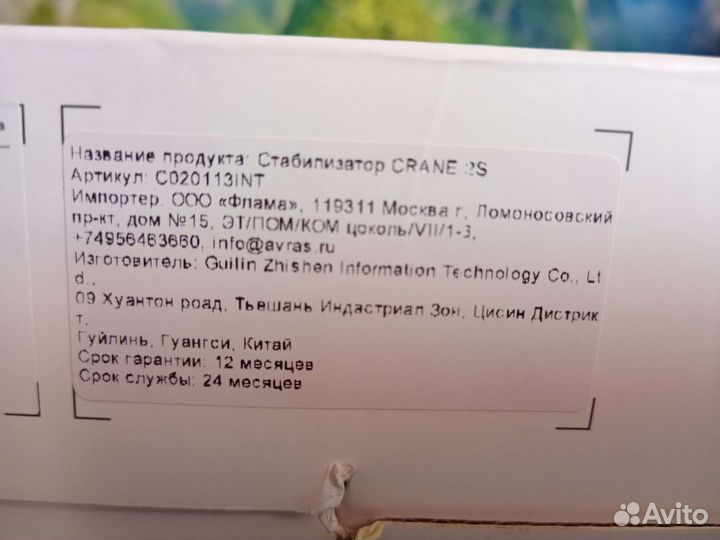 Название продукта: Стабилизатор CRANE 2S
Артикул: C020113INT
Импортер. ООО «Флама», 119311 Москва г, Ломоносовский
пр-кт, дом №15, ЭТ/ПОМ/КОМ цоколь/VII/1-3,
+74956463660, info@avras.ru
Изготовитель: Guilin Zhishen Information Technology Co., Lt
d.,
09 Хуантон роад, Тьвшань Индастриал Зон, Цисин Дистрик
т,
Гуйлинь, Гуангси, Китай
Срок гарантии: 12 месяцев
Срок службы: 24 месяцев
Avito